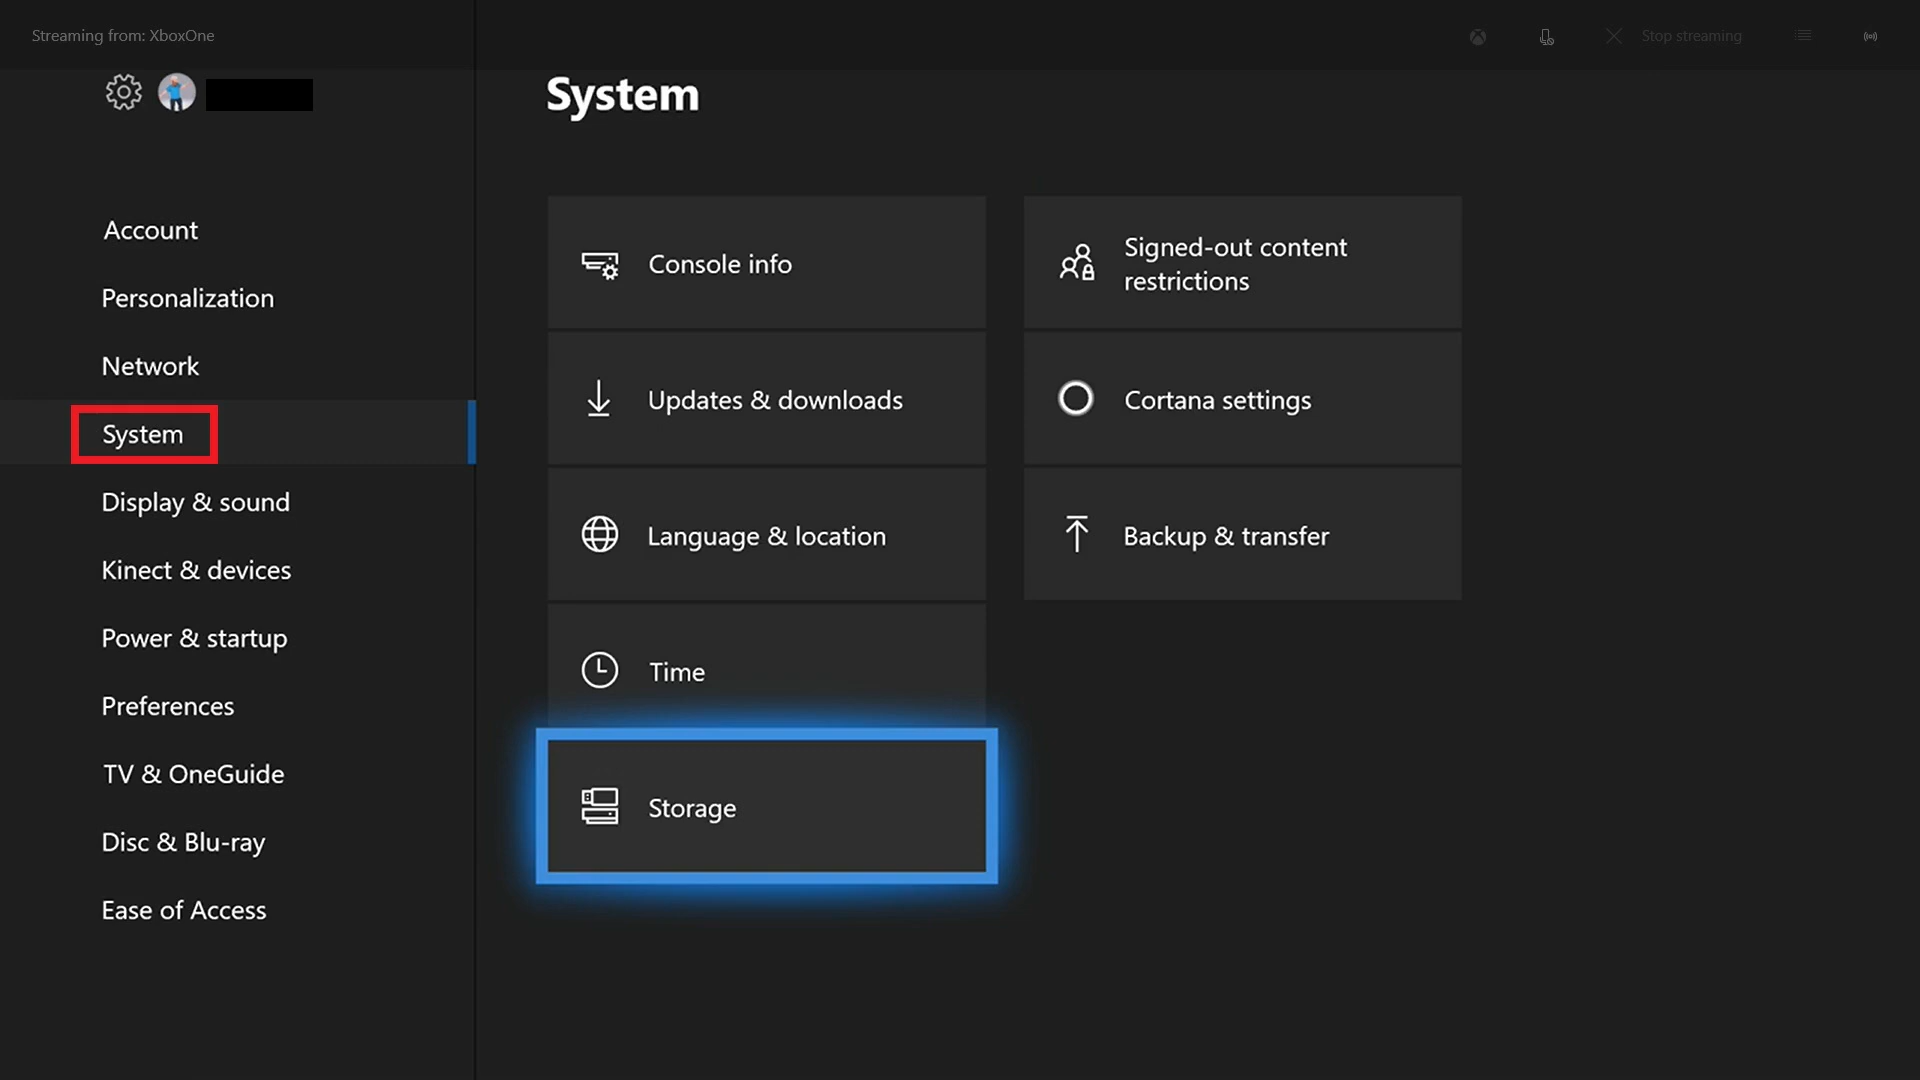 Streaming from: XboxOne
Stop streaming
Account
Personalization
Network
System
Display & sound
Kinect & devices
Power & startup
Preferences
TV & OneGuide
Disc & Blu-ray
Ease of Access
System
Console info
Updates & downloads
Language & location
Time
Storage
Signed-out content
restrictions
Cortana settings
Backup & transfer